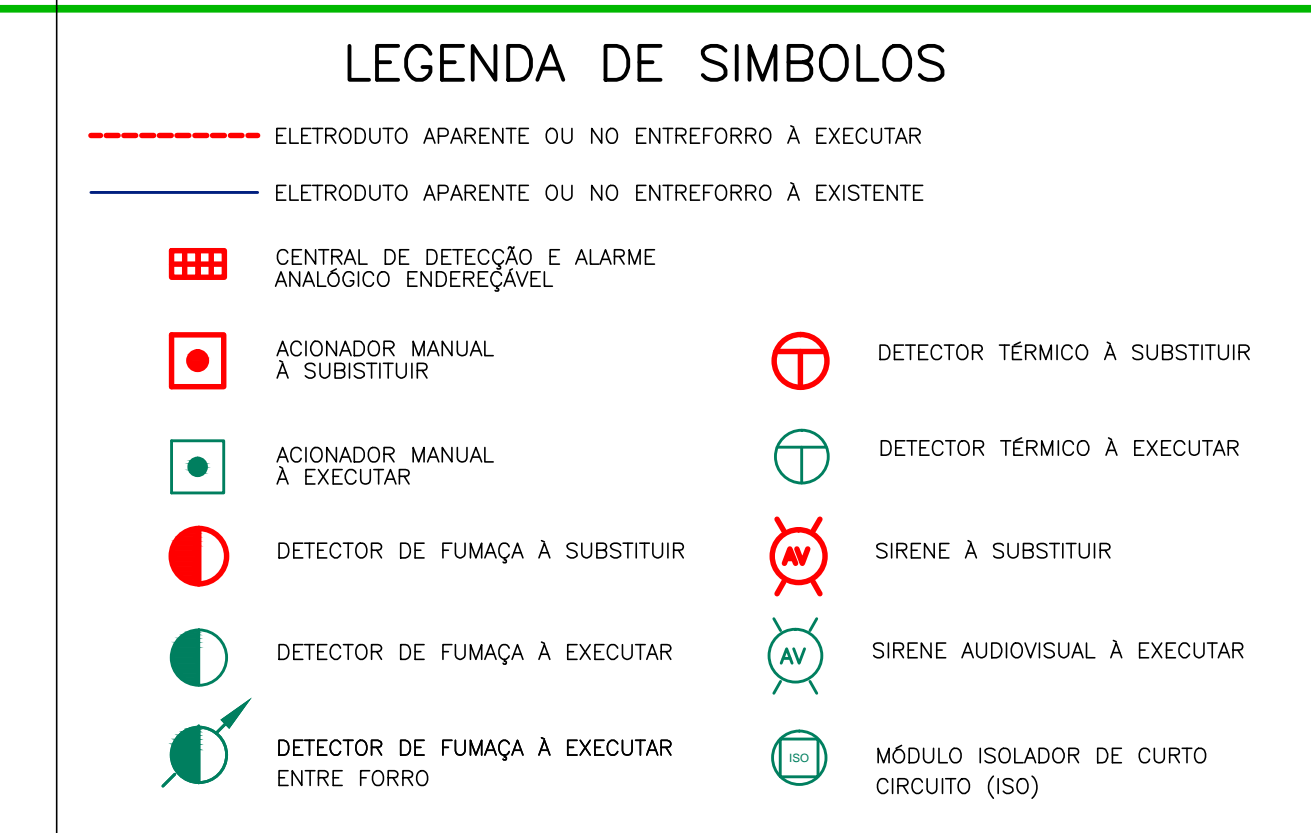 LEGENDA DE SIMBOLOS
ELETRODUTO APARENTE OU NO ENTREFORRO À EXECUTAR
ELETRODUTO APARENTE OU NO ENTREFORRO À EXISTENTE
CENTRAL DE DETECÇÃO E ALARME
ANALÓGICO ENDEREÇÁVEL
ACIONADOR MANUAL
À SUBISTITUIR
ACIONADOR MANUAL
À EXECUTAR
DETECTOR DE FUMAÇA À SUBSTITUIR
DETECTOR DE FUMAÇA À EXECUTAR
DETECTOR DE FUMAÇA À EXECUTAR
ENTRE FORRO
DETECTOR TÉRMICO À SUBSTITUIR
DETECTOR TÉRMICO À EXECUTAR
AV
SIRENE À SUBSTITUIR
AV
SIRENE AUDIOVISUAL À EXECUTAR
ISO
MÓDULO ISOLADOR DE CURTO
CIRCUITO (ISO)